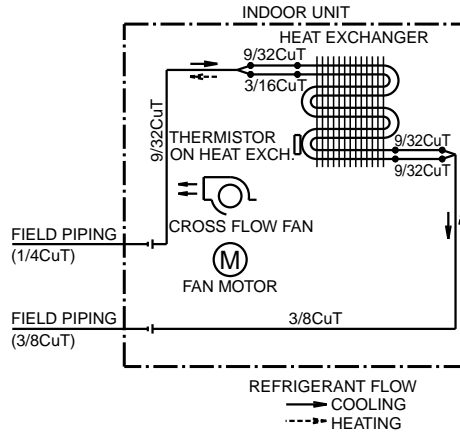 INDOOR UNIT
HEAT EXCHANGER
9/32CuT
3/16CuT
9/32CuT
THERMISTOR
ON HEAT EXCH.
9/32CuT
9/32CuT
CROSS FLOW FAN
FIELD PIPING
(1/4CuT)
M
FAN MOTOR
FIELD PIPING
(3/8CuT)
3/8CuT
REFRIGERANT FLOW
COOLING
HEATING